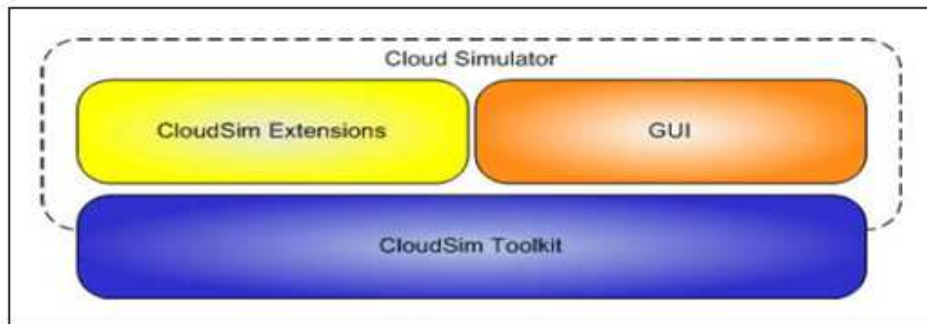 Cloud Simulator
CloudSim Extensions
GUI
CloudSim Toolkit